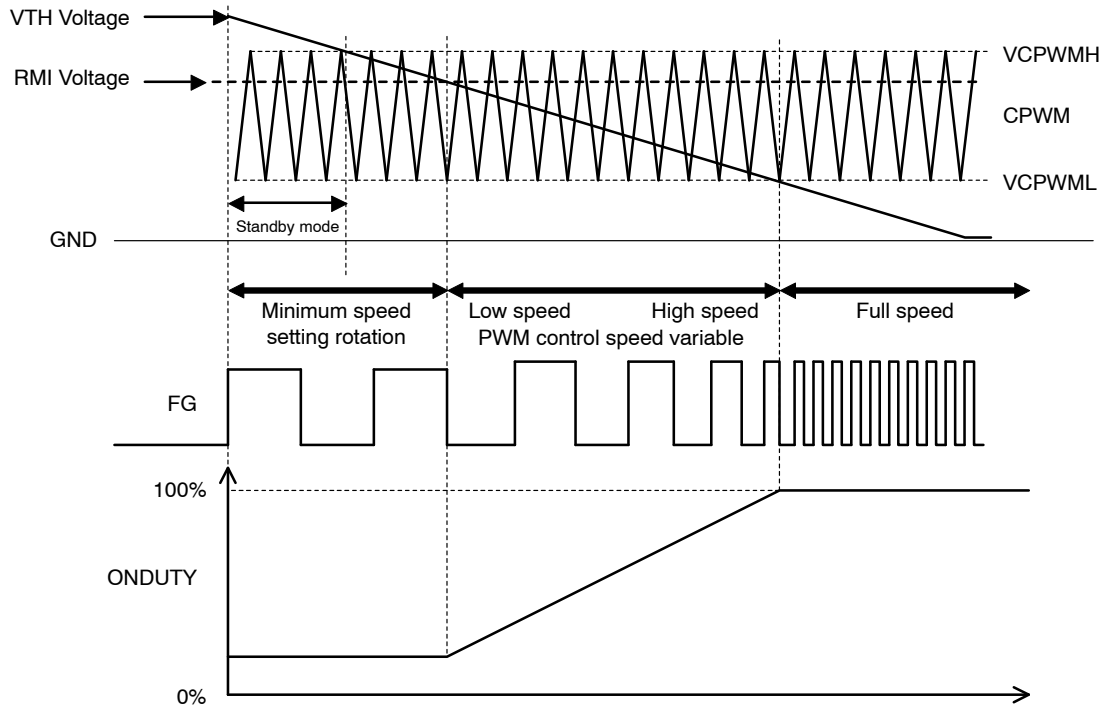 VTH Voltage
VCPWMH
RMI Voltage
CPWM
VCPWML
Standby mode
GND
Minimum speed
setting rotation
Low speed
High speed
PWM control speed variable
Full speed
FG
100%
ONDUTY
0%